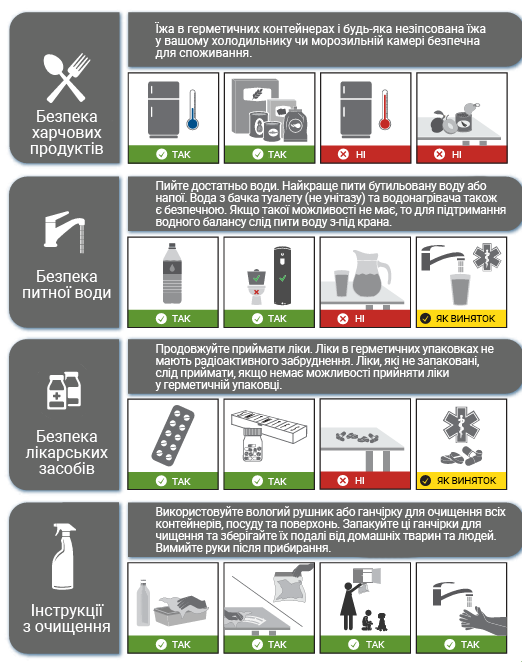 Безпека
харчових
продуктів
Їжа в герметичних контейнерах і будь-яка незіпсована їжа
у вашому холодильнику чи морозильній камері безпечна
для споживання.
ТАК
ТАК
НІ
НІ
Безпека
питної води
Пийте достатньо води. Найкраще пити бутильовану воду або
напої. Вода з бачка туалету (не унітазу) та водонагрівача також
є безпечною. Якщо такої можливості не має, то для підтримання
водного балансу слід пити воду з-під крана.
ТАК
ТАК
НІ
ЯК ВИНЯТОК
Безпека
лікарських
засобів
Продовжуйте приймати ліки. Ліки в герметичних упаковках не
мають радіоактивного забруднення. Ліки, які не запаковані,
слід приймати, якщо немає можливості прийняти ліки
у герметичній упаковці.
ТАК
ТАК
НІ
ЯК ВИНЯТОК
Інструкції
з очищення
Використовуйте вологий рушник або ганчірку для очищення всіх
контейнерів, посуду та поверхонь. Запакуйте ці ганчірки для
чищення та зберігайте їх подалі від домашніх тварин та людей.
Вимийте руки після прибирання.
ТАК
ТАК
ТАК
ТАК